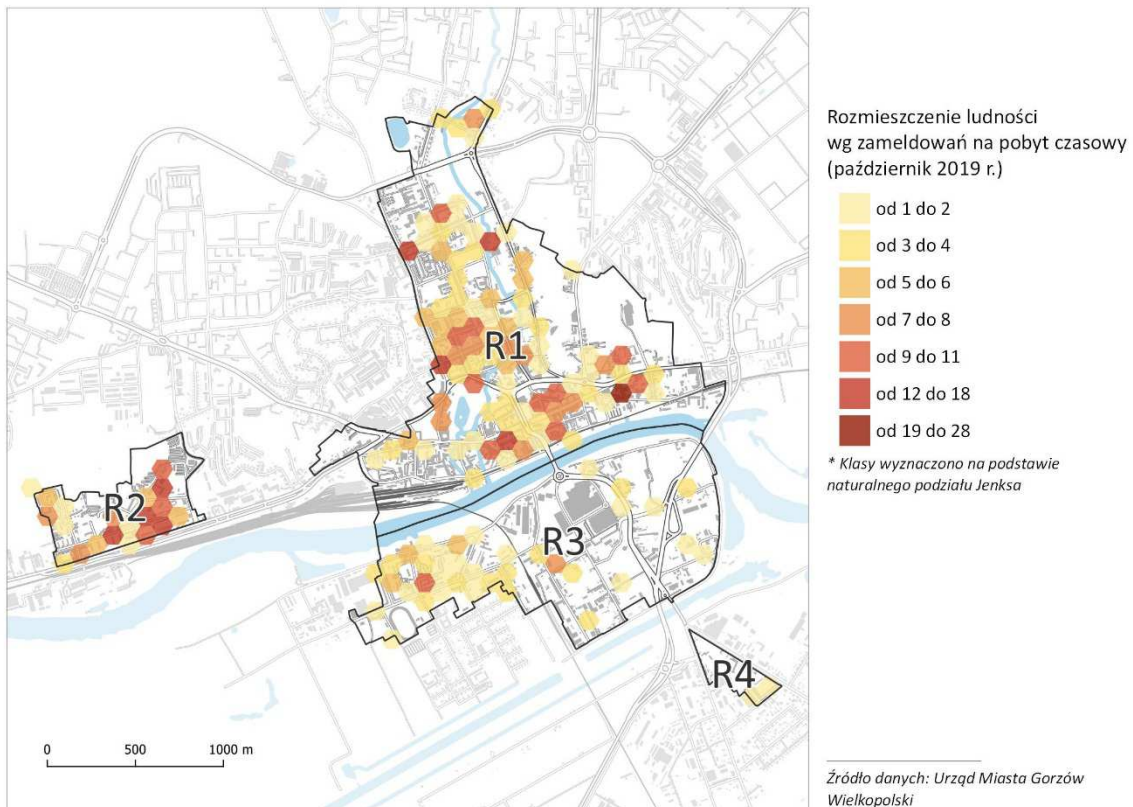 Rozmieszczenie ludności
wg zameldowań na pobyt czasowy
(październik 2019 r.)
od 1 do 2
od 3 do 4
od 5 do 6
od 7 do 8
od 9 do 11
od 12 do 18
od 19 do 28
* Klasy wyznaczono na podstawie
naturalnego podziału Jenksa
R1
R2
R3
R4
0 500 1000 m
Źródło danych: Urząd Miasta Gorzów
Wielkopolski